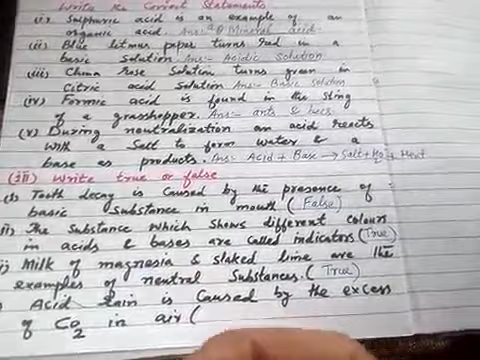 Write the Correct Statements
(i) Sulphuric acid is an example of an
organic acid. Ans: Mineral acid.
(ii) Blue litmus paper turns Red in a
basic solution. Ans:- Acidic Solution
(iii) China rose Solution turns green in
Citric acid Solution Ans:- Basic Solution
(iv) Formic acid is found in the sting
of a grasshopper. Ans:- ants & bees
(v) During neutralization an acid reacts
with a Salt to form water & a
base as products. Ans: Acid + Base → Salt + H2O + Heat
(iii) Write true or false
(i) Tooth decay is Caused by the presence of
basic Substance in mouth (False)
ii) The Substance which shows different Colours
in acids & bases are called indicators (True)
Milk of magnesia & slaked lime are the
examples of neutral Substances. (True)
Acid rain is Caused by the excess
of CO2 in air (